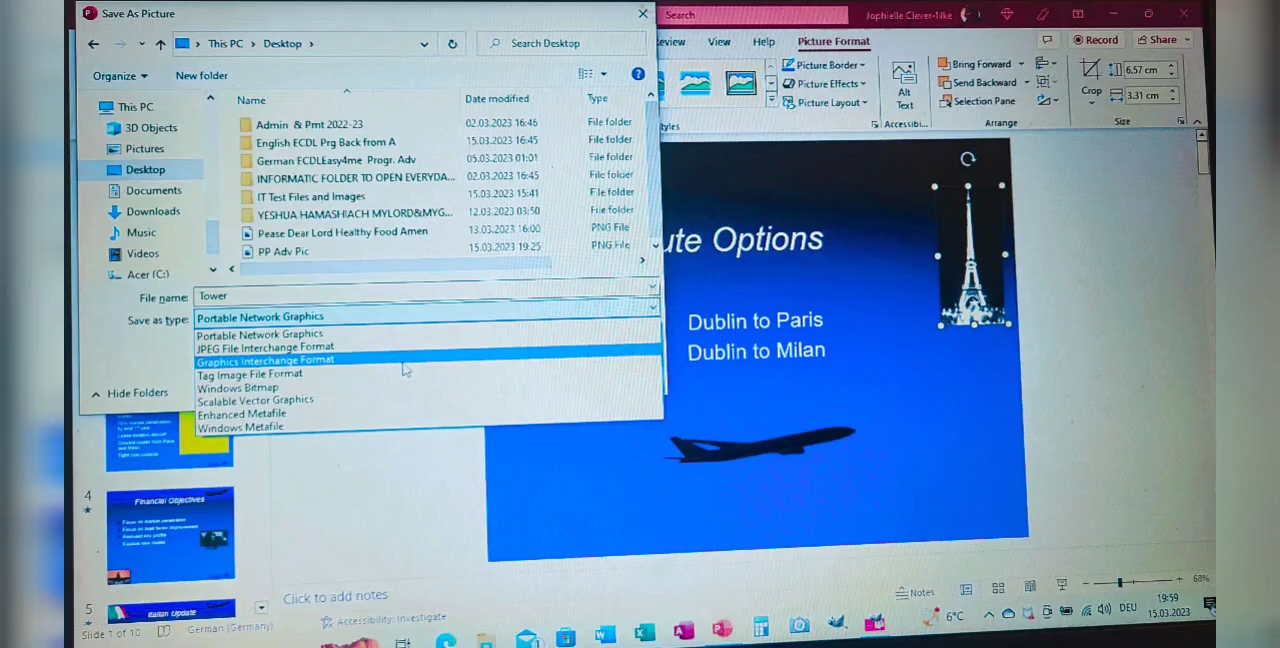 Save As Picture
Search
Jophielle Clever-Nke
This PC > Desktop >
Search Desktop
Organize
New folder
This PC
3D Objects
Pictures
Desktop
Documents
Downloads
Music
Videos
Acer (C:)
Name
Date modified
Type
Admin & Pmt 2022-23 02.03.2023 16:46 File folder
English ECDL Prg Back from A 15.03.2023 16:45 File folder
German ECDLEasy4me Progr. Adv 05.03.2023 01:01 File folder
INFORMATIC FOLDER TO OPEN EVERYDA... 02.03.2023 16:45 File folder
IT Test Files and Images 15.03.2023 15:41 File folder
YESHUA HAMASHIACH MYLORD&MYG... 12.03.2023 03:50 File folder
Pease Dear Lord Healthy Food Amen 13.03.2023 16:00 PNG File
PP Adv Pic 15.03.2023 19:25 PNG File
File name: Tower
Save as type: Portable Network Graphics
Portable Network Graphics
JPEG File Interchange Format
Graphics Interchange Format
Tag Image File Format
Windows Bitmap
Scalable Vector Graphics
Enhanced Metafile
Windows Metafile
Hide Folders
eview View Help Picture Format
Record
Share
Picture Border
Picture Effects
Picture Layout
tyles
Alt
Text
Accessibi...
Bring Forward
Send Backward
Selection Pane
Arrange
Crop
6.57 cm
3.31 cm
Size
ute Options
Dublin to Paris
Dublin to Milan
4
Financial Objectives
5
Italian Update
Click to add notes
Slide 1 of 10
German (Germany)
Accessibility: Investigate
Notes
68%
6°C
DEU
19:59
15.03.2023